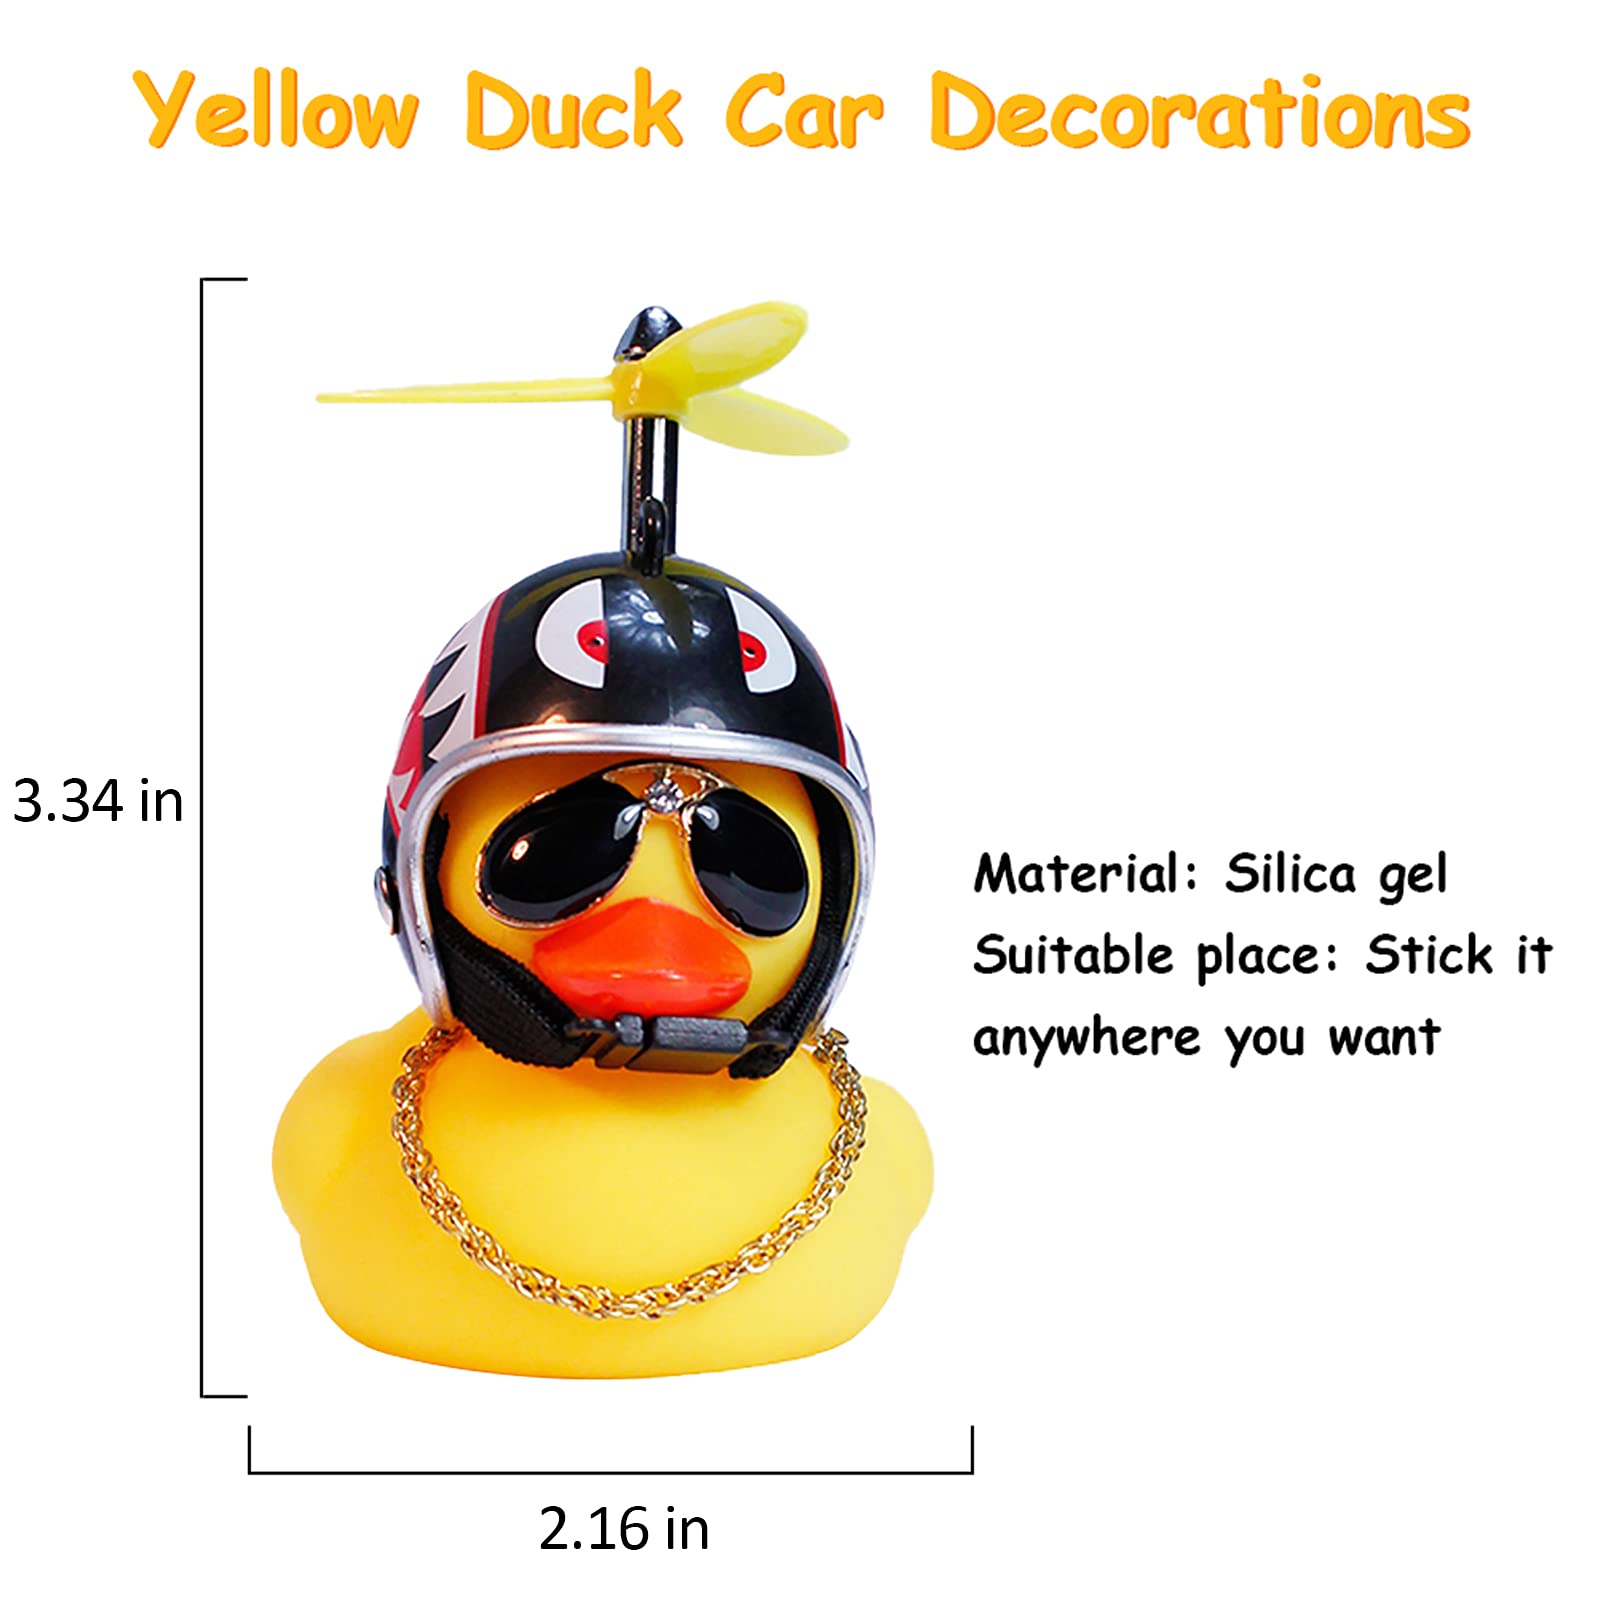 Yellow Duck Car Decorations
3.34 in
Material: Silica gel
Suitable place: Stick it
anywhere you want
2.16 in